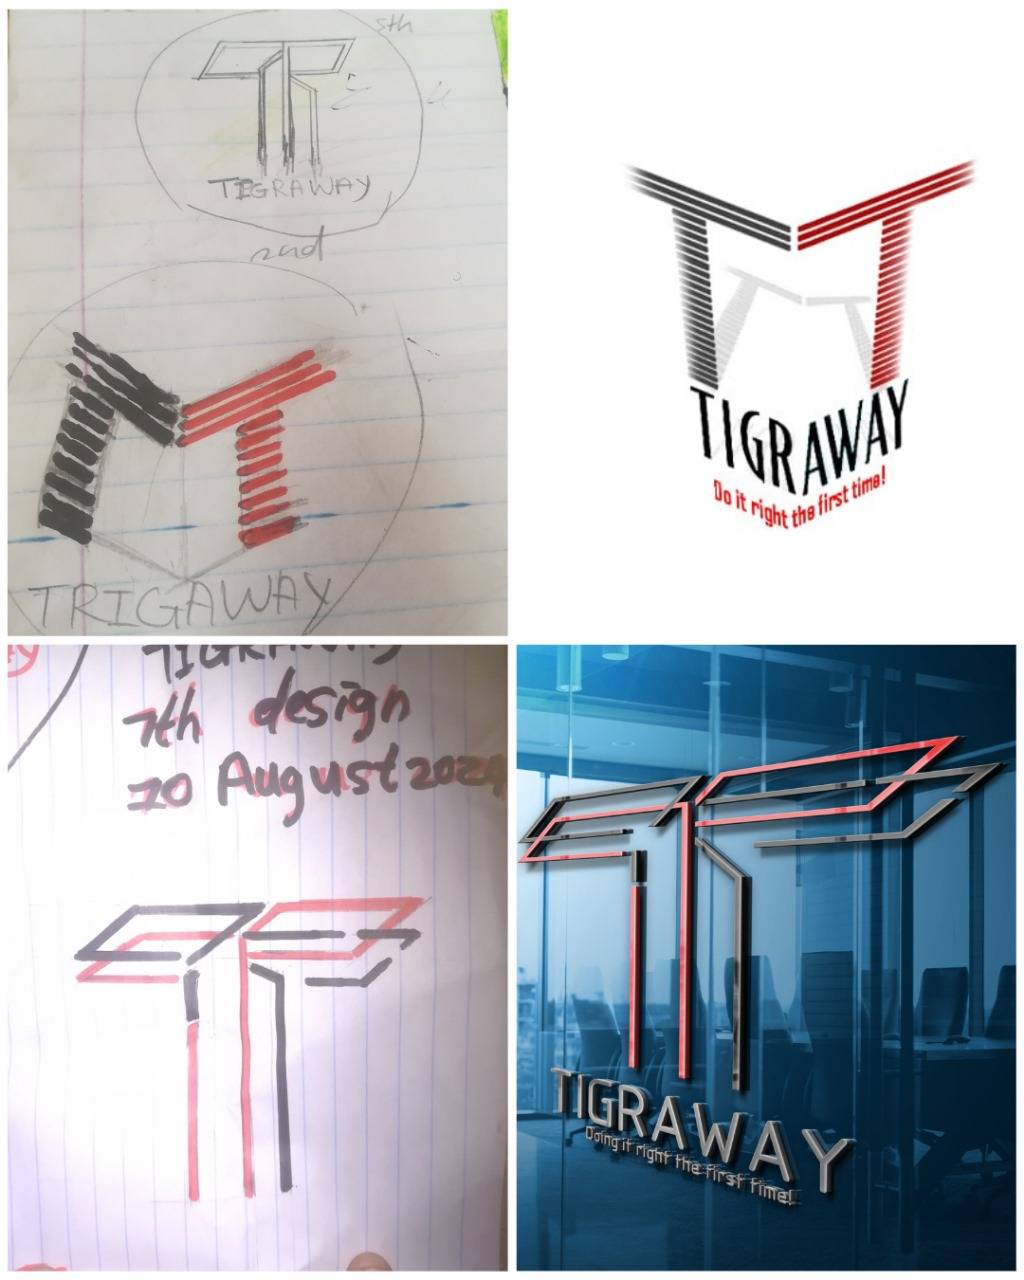 5th
TIGRAWAY
2nd
TRIGAWAY
TIGRAWAY
Do it right the first time!
TIGRAWAY
7th design
10 August 2024
TIGRAWAY
Doing it right the first time!